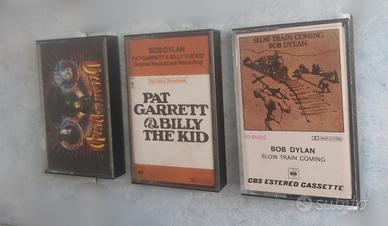 BOB DYLAN
PAT GARRETT & BILLY THE KID
Original Soundtrack Recording
PAT
GARRETT
& BILLY
THE KID
SLOW TRAIN COMING
BOB DYLAN
BOB DYLAN
SLOW TRAIN COMING
CBS ESTEREO CASSETTE
subito